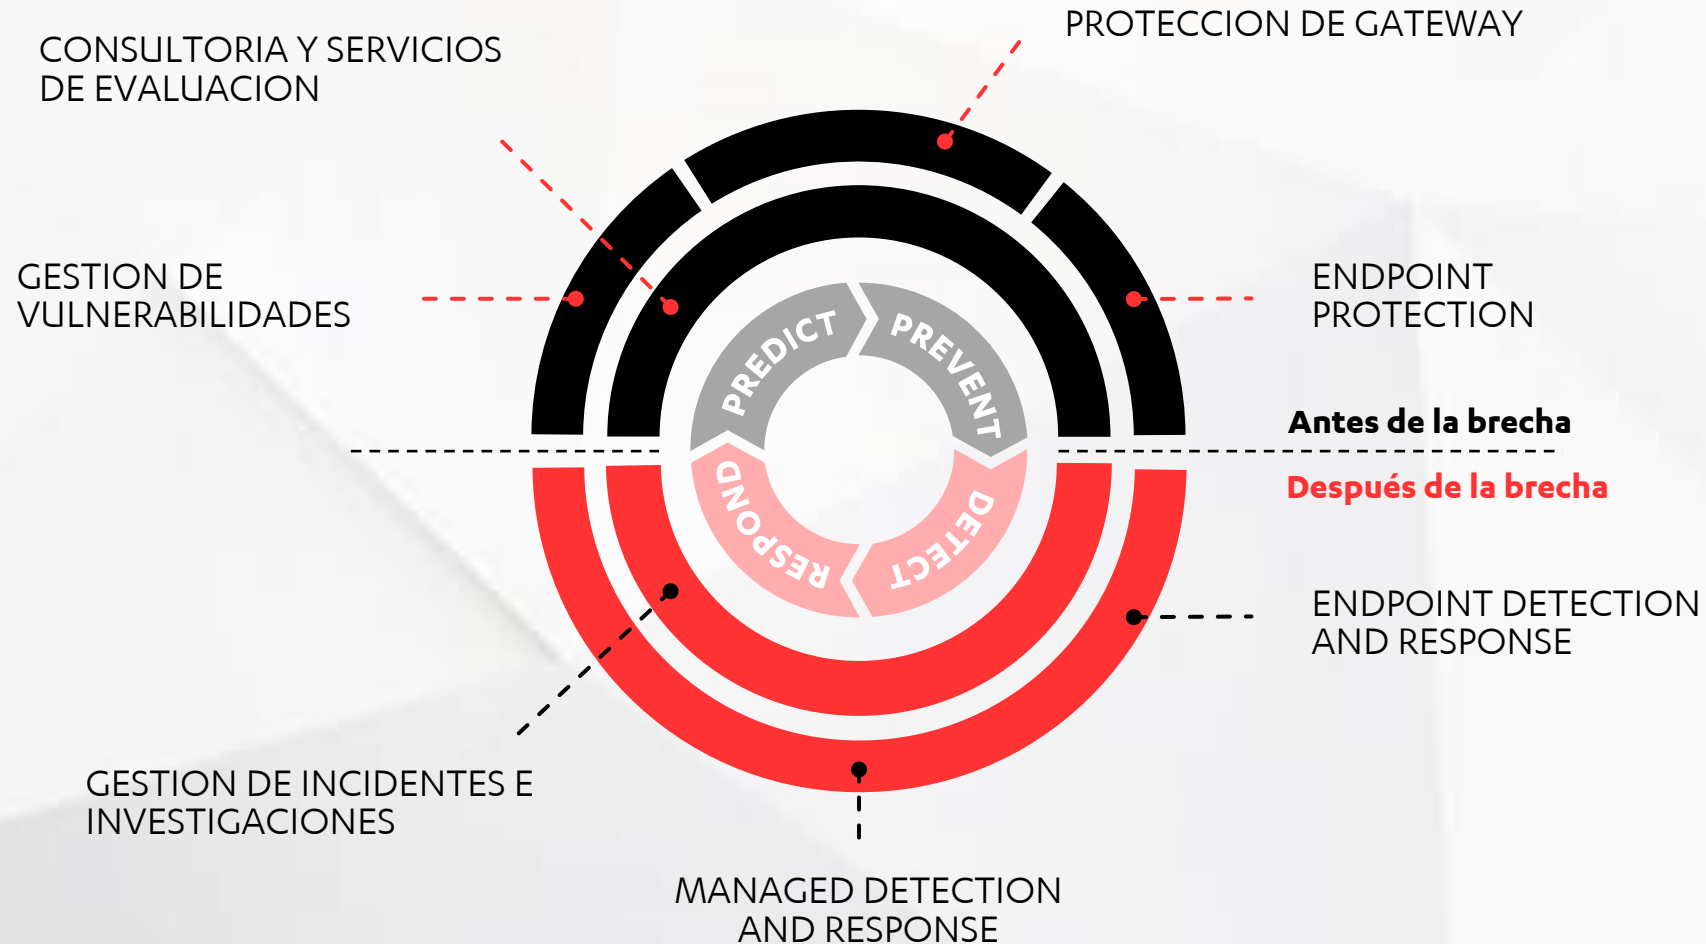 PROTECCION DE GATEWAY
CONSULTORIA Y SERVICIOS
DE EVALUACION
GESTION DE
VULNERABILIDADES
ENDPOINT
PROTECTION
PREDICT
PREVENT
Antes de la brecha
Después de la brecha
RESPOND
DETECT
ENDPOINT DETECTION
AND RESPONSE
GESTION DE INCIDENTES E
INVESTIGACIONES
MANAGED DETECTION
AND RESPONSE